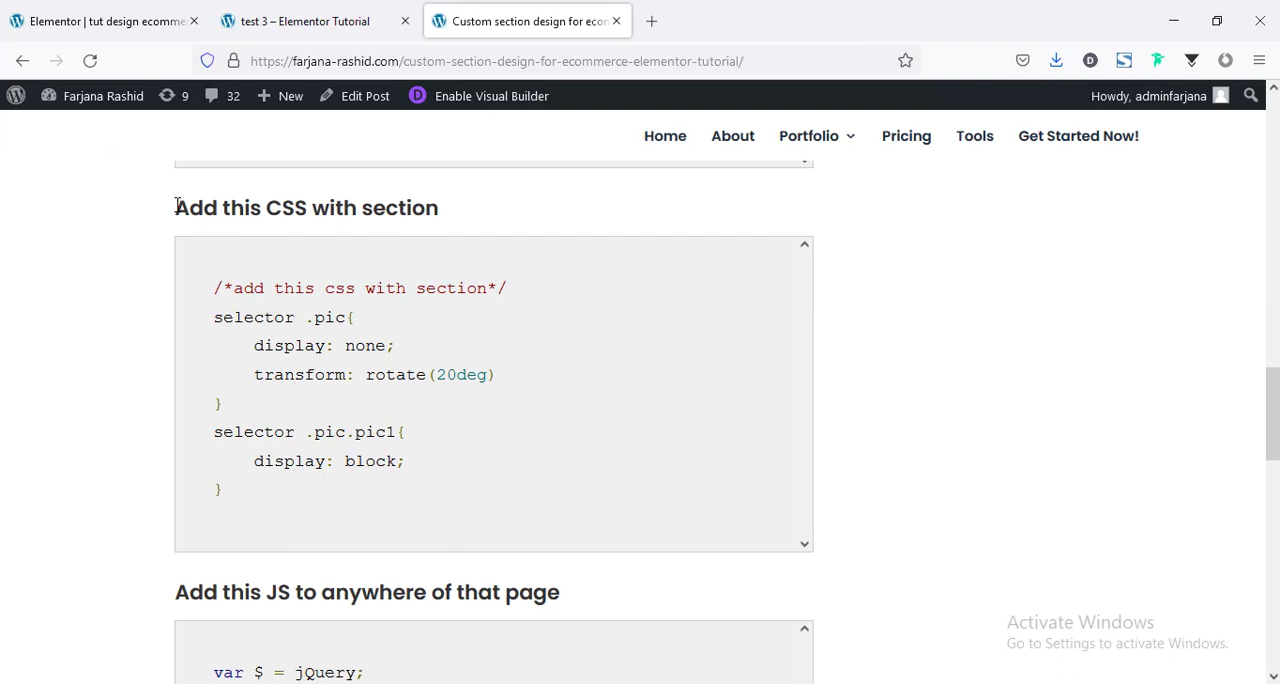 Elementor | tut design ecomme
test 3 – Elementor Tutorial
Custom section design for econ
https://farjana-rashid.com/custom-section-design-for-ecommerce-elementor-tutorial/
Farjana Rashid
9
32
New
Edit Post
D
Enable Visual Builder
Howdy, adminfarjana
Home
About
Portfolio
Pricing
Tools
Get Started Now!
Add this CSS with section
/*add this css with section*/
selector .pic{
display: none;
transform: rotate(20deg)
}
selector .pic.pic1{
display: block;
}
Add this JS to anywhere of that page
var $ = jQuery;
Activate Windows
Go to Settings to activate Windows.